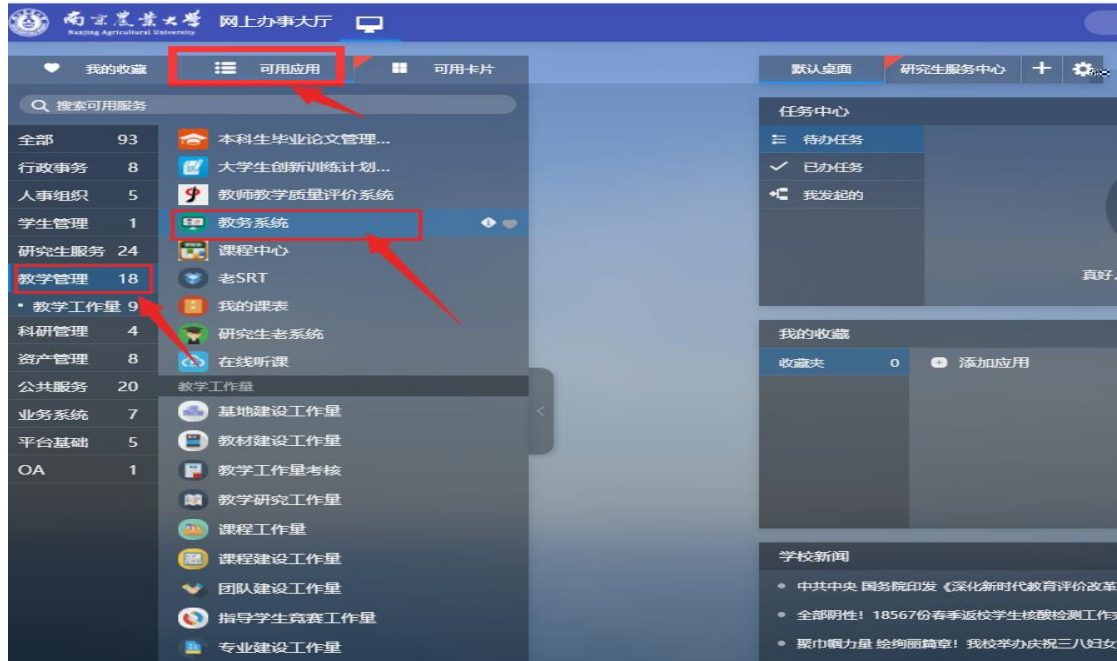 南京農業大學 网上办事大厅
Nanjing Agricultural University
我的收藏 可用应用 可用卡片
搜索可用服务
全部 93
行政事务 8
人事组织 5
学生管理 1
研究生服务 24
教学管理 18
• 教学工作量 9
科研管理 4
资产管理 8
公共服务 20
业务系统 7
平台基础 5
OA 1
本科生毕业论文管理...
大学生创新训练计划...
教师教学质量评价系统
教务系统
课程中心
老SRT
我的课表
研究生老系统
在线听课
教学工作量
基地建设工作量
教材建设工作量
教学工作量考核
教学研究工作量
课程工作量
课程建设工作量
团队建设工作量
指导学生竞赛工作量
专业建设工作量
<
默认桌面 研究生服务中心 +
任务中心
待办任务
已办任务
我发起的
真好,
我的收藏
收藏夹 0 添加应用
学校新闻
• 中共中央 国务院印发《深化新时代教育评价改革
• 全部阴性！18567份春季返校学生核酸检测工作
• 聚巾帼力量 绘绚丽篇章！我校举办庆祝三八妇女